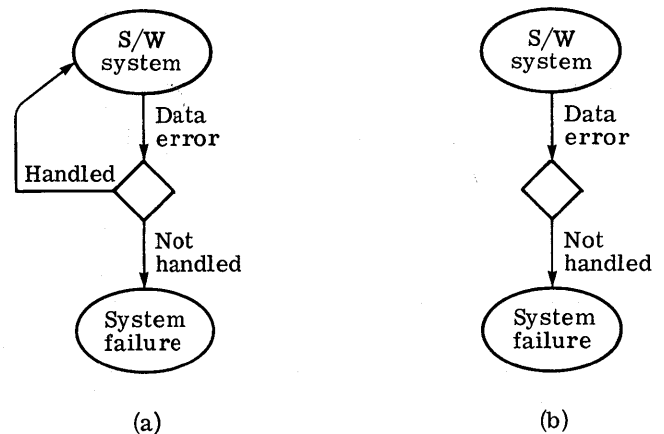 S/W
system
Data
error
Handled
Not
handled
System
failure
(a)
S/W
system
Data
error
Not
handled
System
failure
(b)